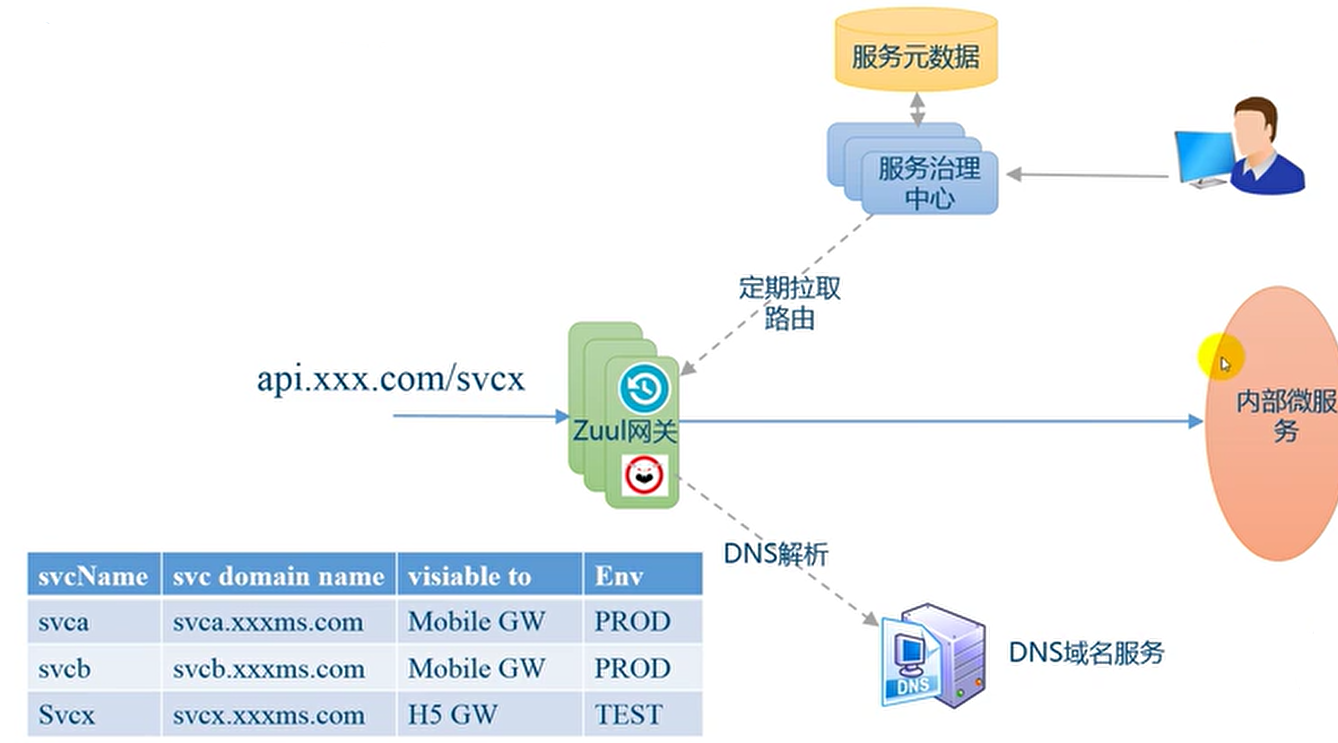 服务元数据
服务治理
中心
定期拉取
路由
api.xxx.com/svcx
Zuul网关
内部微服
务
DNS解析
DNS
DNS域名服务
svcName svc domain name visiable to Env
svca svca.xxxms.com Mobile GW PROD
svcb svcb.xxxms.com Mobile GW PROD
Svcx svcx.xxxms.com H5 GW TEST